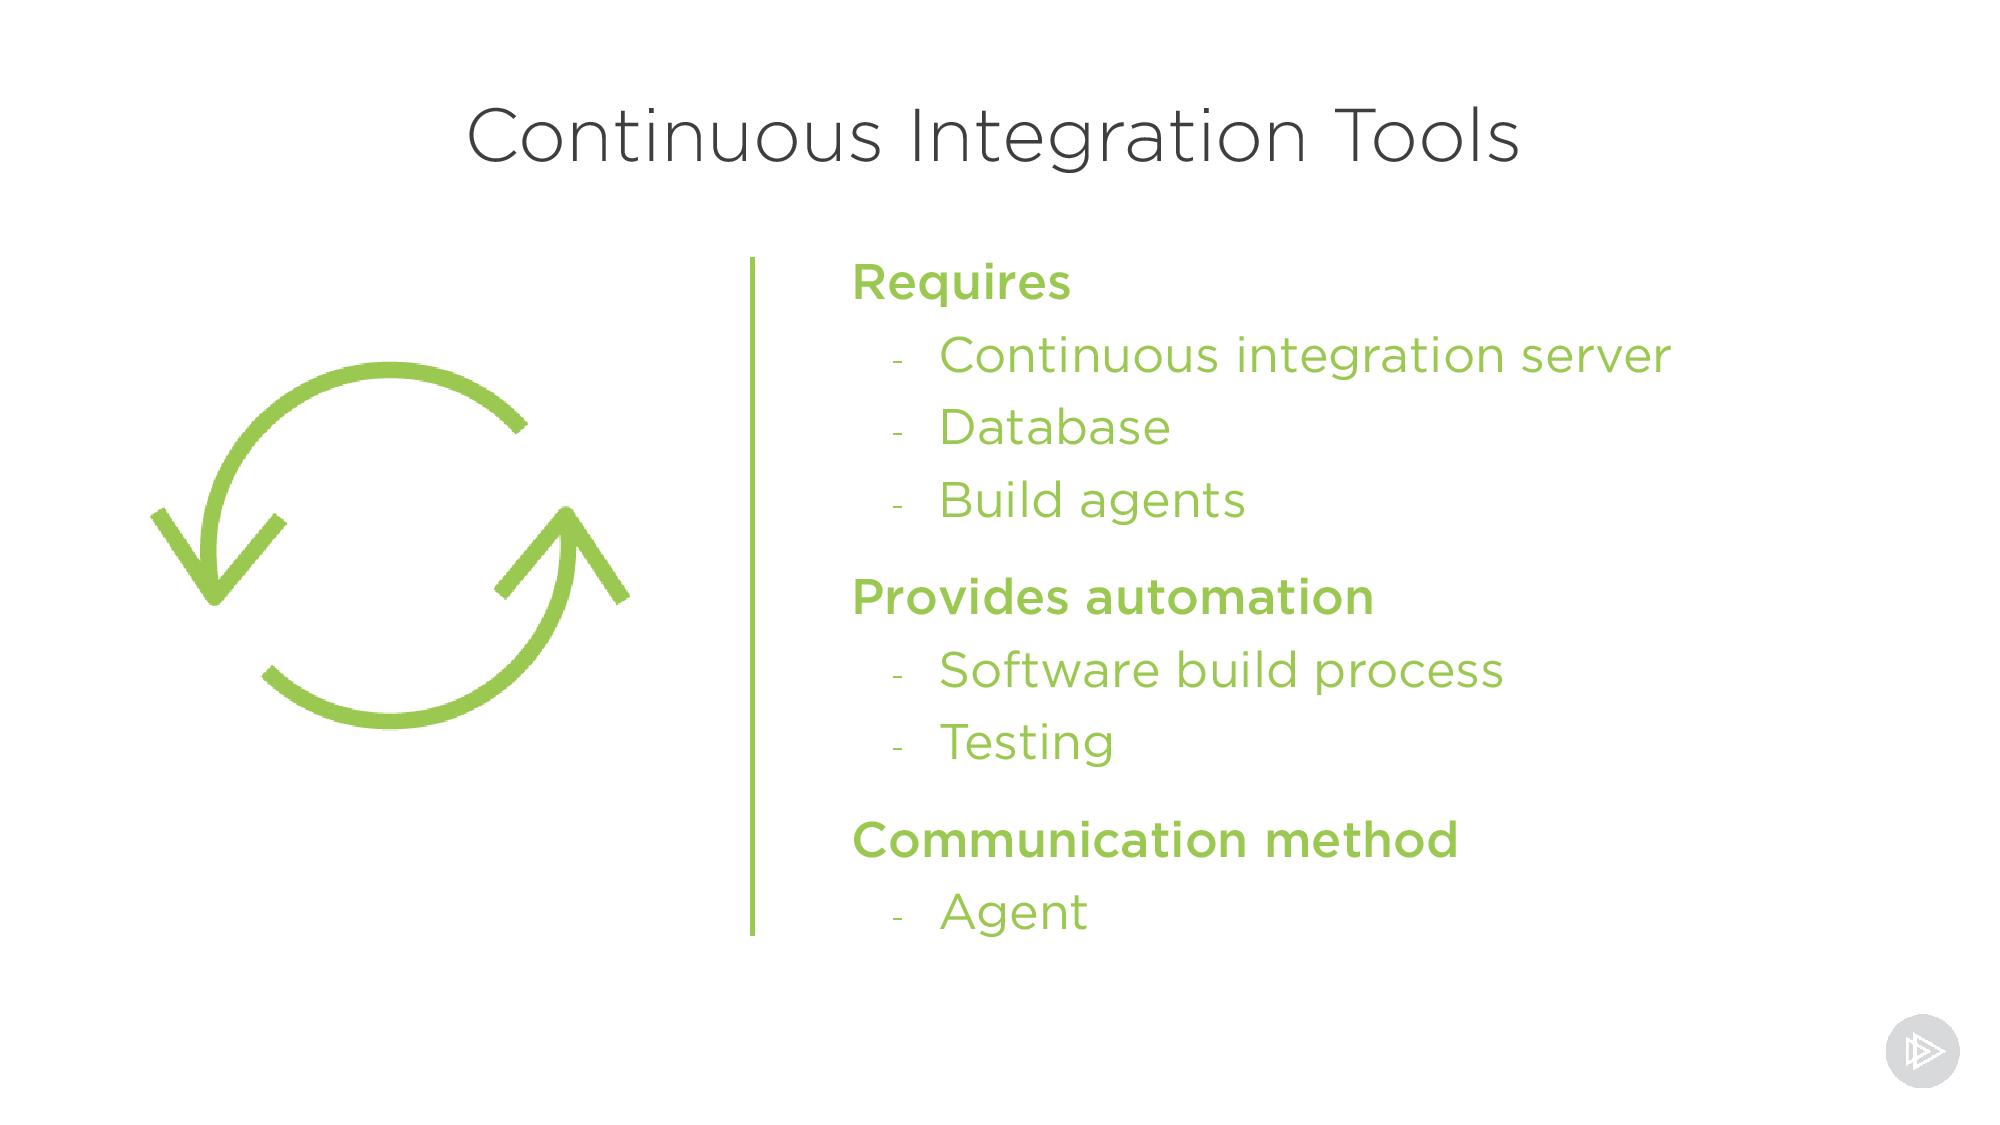 Continuous Integration Tools
Requires
- Continuous integration server
- Database
- Build agents
Provides automation
- Software build process
- Testing
Communication method
- Agent